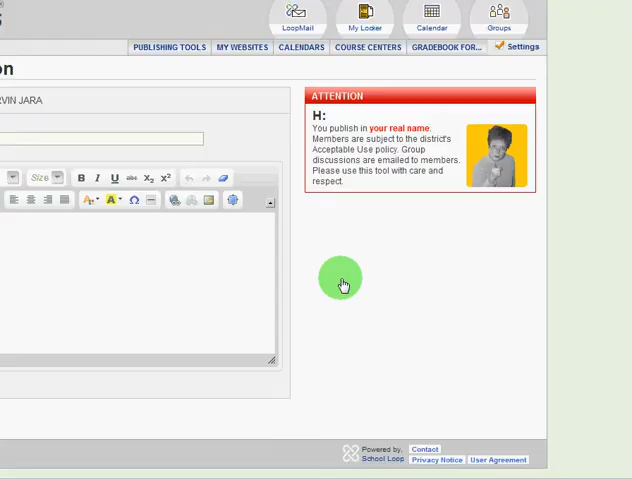 LoopMail My Locker Calendar Groups
PUBLISHING TOOLS MY WEBSITES CALENDARS COURSE CENTERS GRADEBOOK FOR... Settings
on
RVIN JARA
ATTENTION
H:
You publish in your real name.
Members are subject to the district's
Acceptable Use policy. Group
discussions are emailed to members.
Please use this tool with care and
respect.
Size B I U abc X2 X2
A A Ω
Powered by, Contact
School Loop Privacy Notice User Agreement